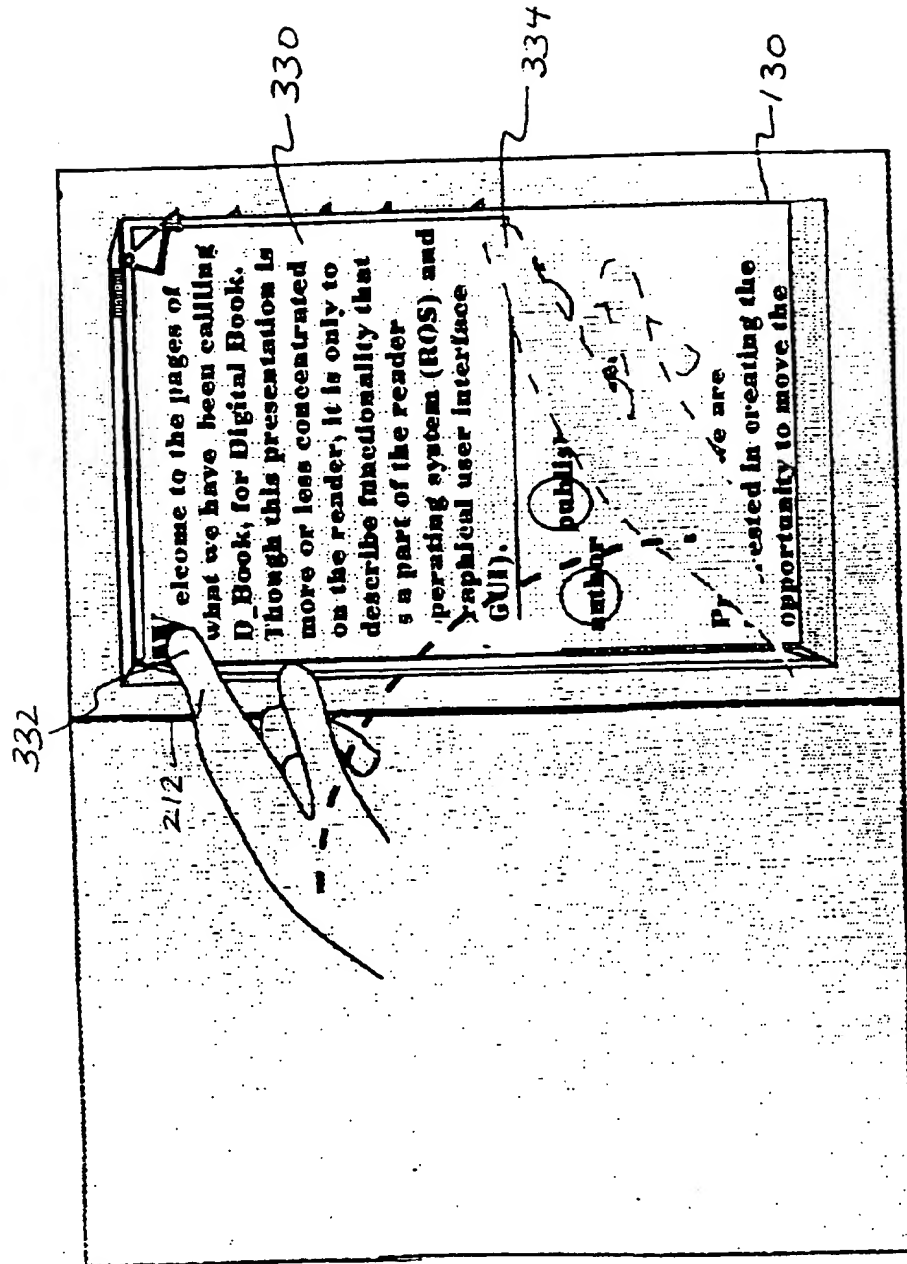 elcome to the pages of
what we have been calling
D_Book, for Digital Book.
Though this presentation is
more or less concentrated
on the reader, it is only to
describe functionality that
s a part of the reader
perating system (ROS) and
raphical user interface
GUI).
author publis
Pr We are
ested in creating the
opportunity to move the
332
212
330
334
130